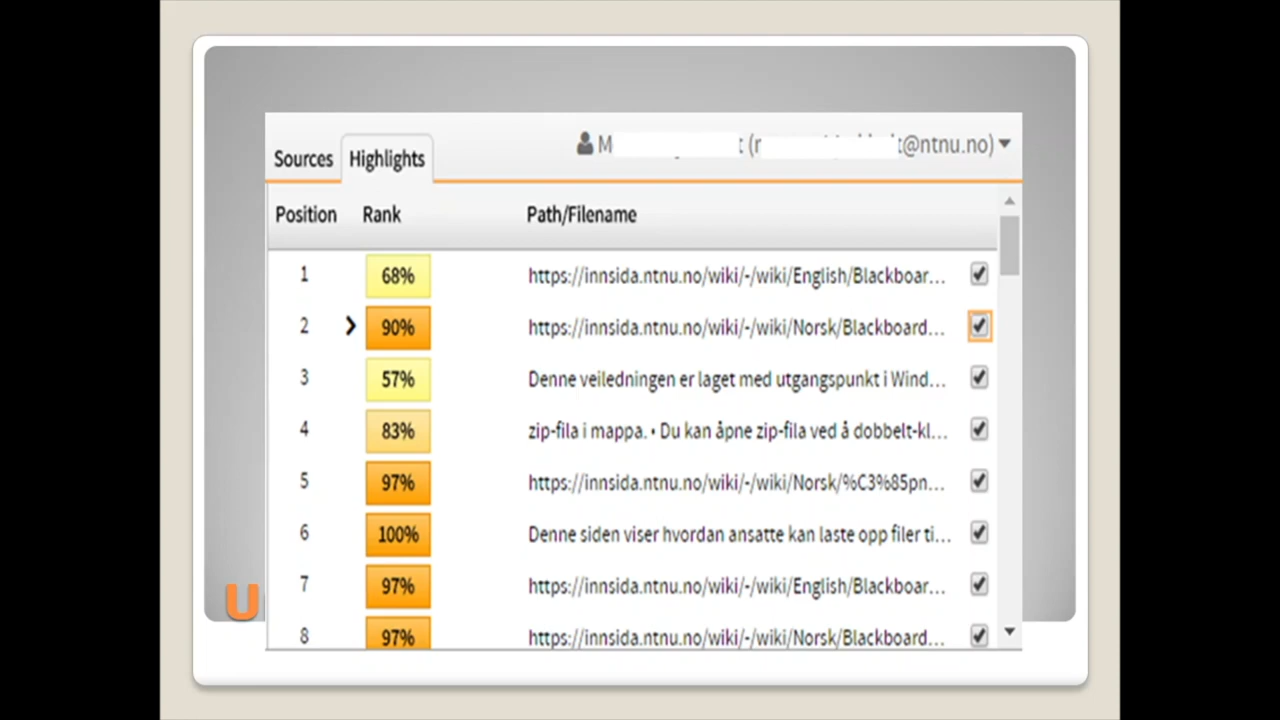 Sources Highlights M t (r t@ntnu.no)
Position Rank Path/Filename
1 68% https://innsida.ntnu.no/wiki/-/wiki/English/Blackboar...
2 90% https://innsida.ntnu.no/wiki/-/wiki/Norsk/Blackboard...
3 57% Denne veiledningen er laget med utgangspunkt i Wind...
4 83% zip-fila i mappa. • Du kan åpne zip-fila ved å dobbelt-kl...
5 97% https://innsida.ntnu.no/wiki/-/wiki/Norsk/%C3%85pn...
6 100% Denne siden viser hvordan ansatte kan laste opp filer ti...
7 97% https://innsida.ntnu.no/wiki/-/wiki/English/Blackboard...
8 97% https://innsida.ntnu.no/wiki/-/wiki/Norsk/Blackboard...
U